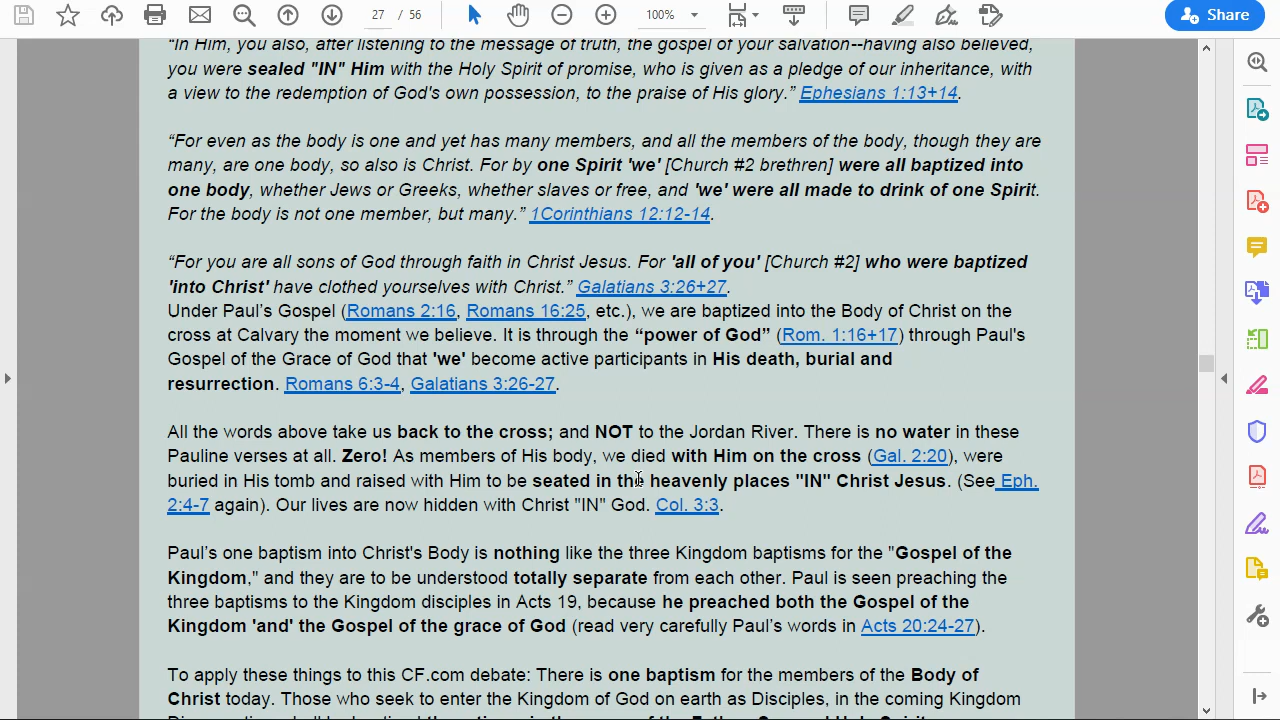 27 / 56
100%
Share
“In Him, you also, after listening to the message of truth, the gospel of your salvation--having also believed,
you were sealed "IN" Him with the Holy Spirit of promise, who is given as a pledge of our inheritance, with
a view to the redemption of God's own possession, to the praise of His glory.” Ephesians 1:13+14.
“For even as the body is one and yet has many members, and all the members of the body, though they are
many, are one body, so also is Christ. For by one Spirit 'we' [Church #2 brethren] were all baptized into
one body, whether Jews or Greeks, whether slaves or free, and 'we' were all made to drink of one Spirit.
For the body is not one member, but many.” 1Corinthians 12:12-14.
“For you are all sons of God through faith in Christ Jesus. For 'all of you' [Church #2] who were baptized
'into Christ' have clothed yourselves with Christ.” Galatians 3:26+27.
Under Paul’s Gospel (Romans 2:16, Romans 16:25, etc.), we are baptized into the Body of Christ on the
cross at Calvary the moment we believe. It is through the “power of God” (Rom. 1:16+17) through Paul's
Gospel of the Grace of God that 'we' become active participants in His death, burial and
resurrection. Romans 6:3-4, Galatians 3:26-27.
All the words above take us back to the cross; and NOT to the Jordan River. There is no water in these
Pauline verses at all. Zero! As members of His body, we died with Him on the cross (Gal. 2:20), were
buried in His tomb and raised with Him to be seated in the heavenly places "IN" Christ Jesus. (See Eph.
2:4-7 again). Our lives are now hidden with Christ "IN" God. Col. 3:3.
Paul’s one baptism into Christ's Body is nothing like the three Kingdom baptisms for the "Gospel of the
Kingdom," and they are to be understood totally separate from each other. Paul is seen preaching the
three baptisms to the Kingdom disciples in Acts 19, because he preached both the Gospel of the
Kingdom 'and' the Gospel of the grace of God (read very carefully Paul’s words in Acts 20:24-27).
To apply these things to this CF.com debate: There is one baptism for the members of the Body of
Christ today. Those who seek to enter the Kingdom of God on earth as Disciples, in the coming Kingdom